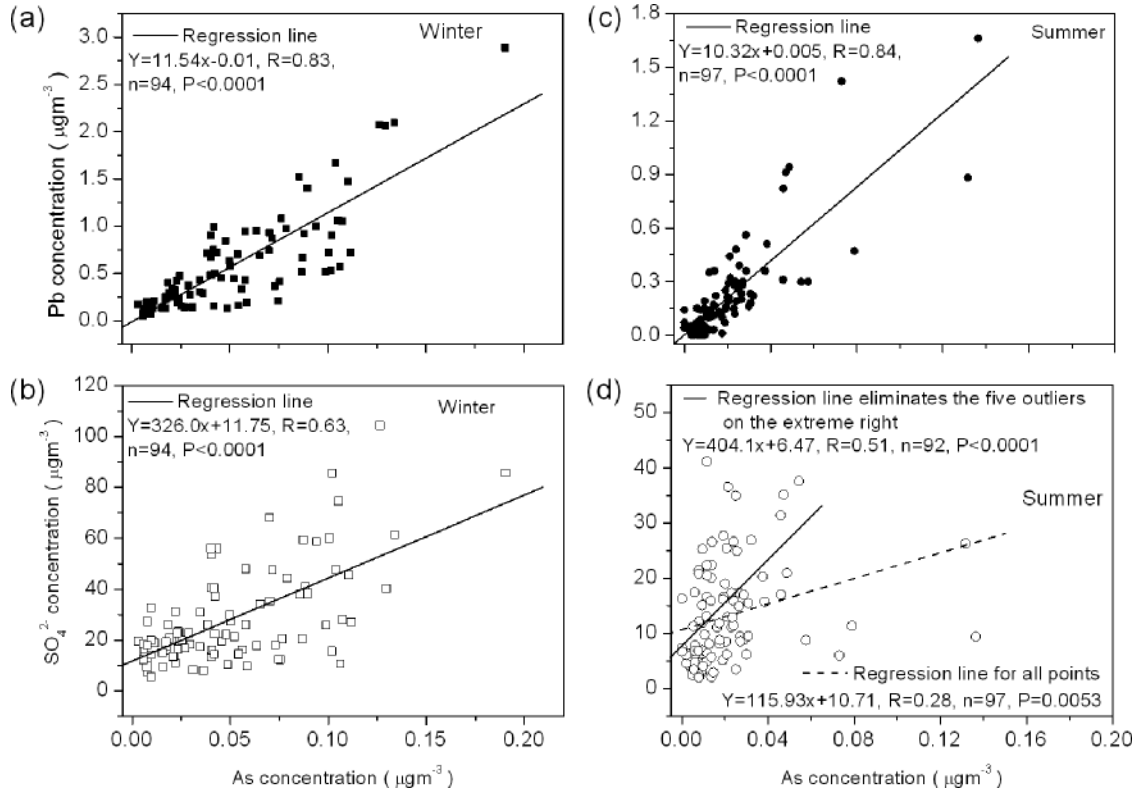 (a)
3.0
2.5
2.0
1.5
1.0
0.5
0.0
Pb concentration ( μgm⁻³ )
Regression line
Winter
Y=11.54x-0.01, R=0.83,
n=94, P<0.0001
(c)
1.8
1.5
1.2
0.9
0.6
0.3
0.0
Regression line
Summer
Y=10.32x+0.005, R=0.84,
n=97, P<0.0001
(b)
120
100
80
60
40
20
0
SO₄²⁻ concentration ( μgm⁻³ )
Regression line
Winter
Y=326.0x+11.75, R=0.63,
n=94, P<0.0001
0.00 0.05 0.10 0.15 0.20
As concentration ( μgm⁻³ )
(d)
50
40
30
20
10
0
Regression line eliminates the five outliers
on the extreme right
Y=404.1x+6.47, R=0.51, n=92, P<0.0001
Summer
Regression line for all points
Y=115.93x+10.71, R=0.28, n=97, P=0.0053
0.00 0.04 0.08 0.12 0.16 0.20
As concentration ( μgm⁻³ )